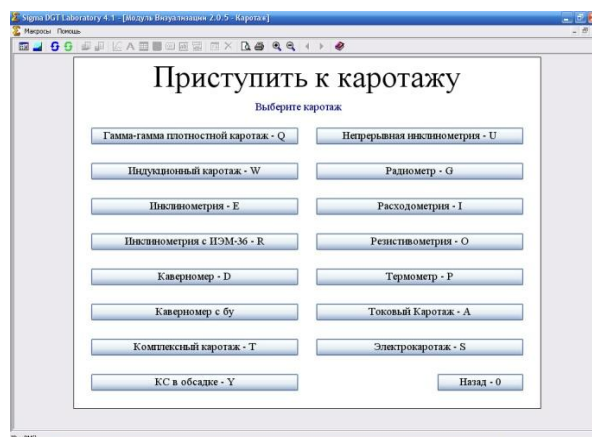 Sigma DGT Laboratory 4.1 - [Модуль Визуализации 2.0.5 - Каротаж]
Макросы Помощь
Приступить к каротажу
Выберите каротаж
Гамма-гамма плотностной каротаж - Q
Непрерывная инклинометрия - U
Индукционный каротаж - W
Радиометр - G
Инклинометрия - E
Расходометрия - I
Инклинометрия с ИЭМ-36 - R
Резистивометрия - O
Каверномер - D
Термометр - P
Каверномер с бу
Токовый Каротаж - A
Комплексный каротаж - T
Электрокаротаж - S
КС в обсадке - Y
Назад - 0